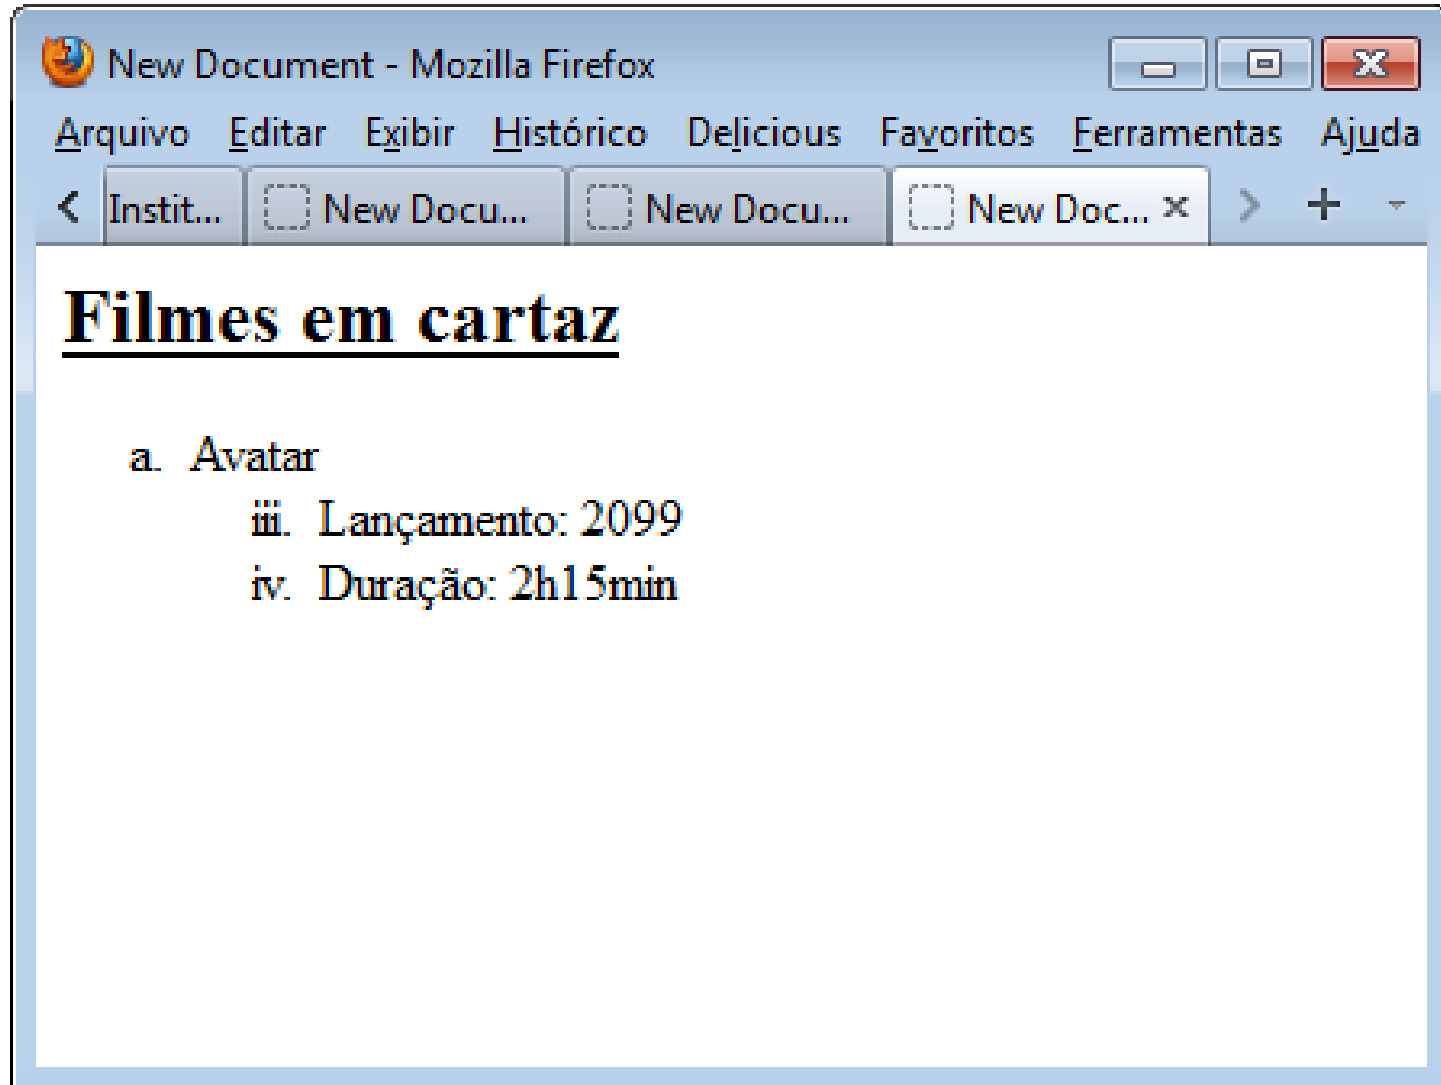 New Document - Mozilla Firefox
Arquivo Editar Exibir Histórico Delicious Favoritos Ferramentas Ajuda
Instit... New Docu... New Docu... New Doc...
Filmes em cartaz
a. Avatar
iii. Lançamento: 2099
iv. Duração: 2h15min